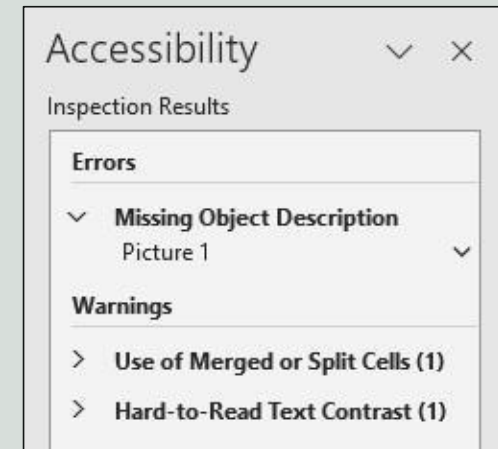 Accessibility
Inspection Results
Errors
Missing Object Description
Picture 1
Warnings
Use of Merged or Split Cells (1)
Hard-to-Read Text Contrast (1)